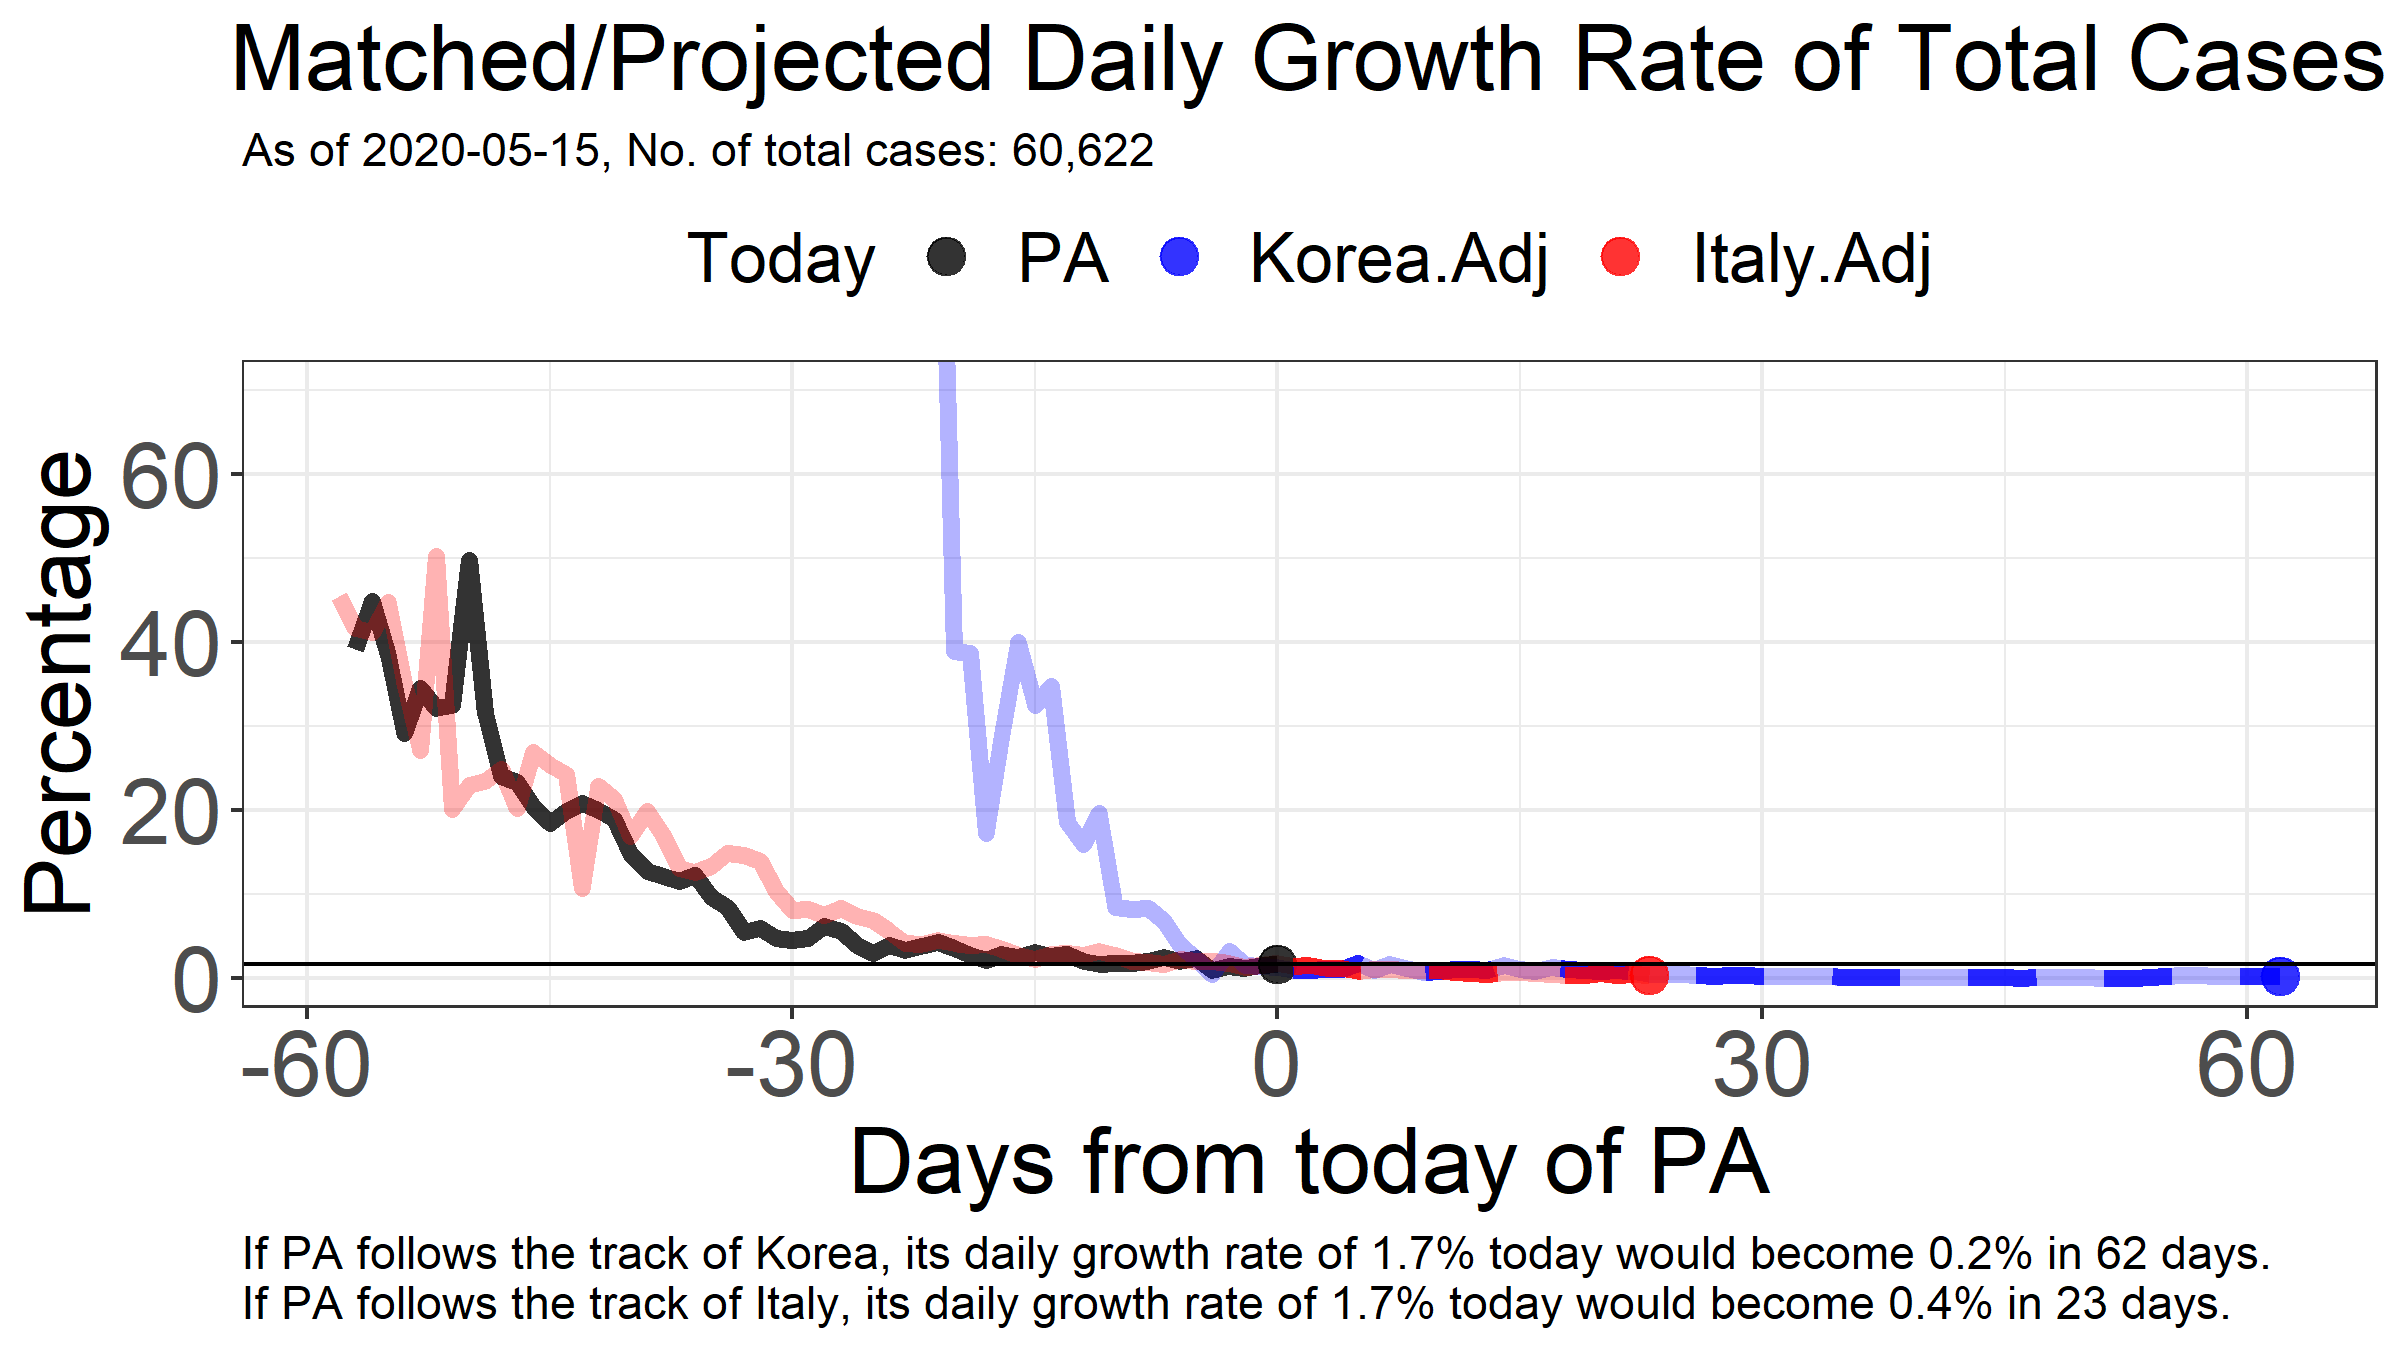 Matched/Projected Daily Growth Rate of Total Cases
As of 2020-05-15, No. of total cases: 60,622
Today PA Korea.Adj Italy.Adj
Percentage
60
40
20
0
-60 -30 0 30 60
Days from today of PA
If PA follows the track of Korea, its daily growth rate of 1.7% today would become 0.2% in 62 days.
If PA follows the track of Italy, its daily growth rate of 1.7% today would become 0.4% in 23 days.